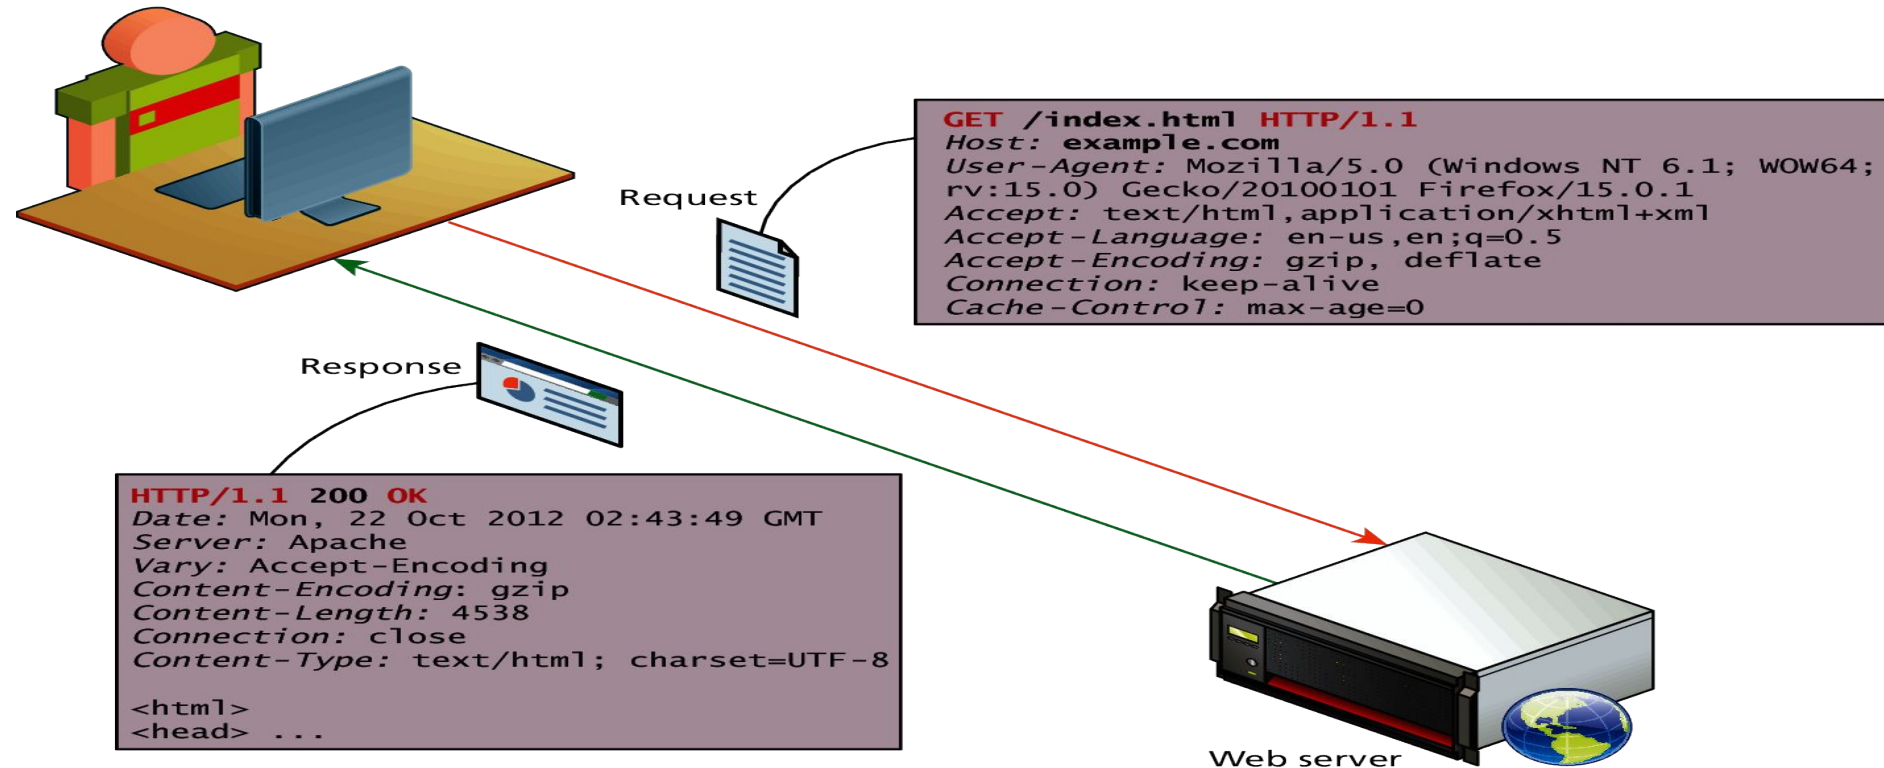 GET /index.html HTTP/1.1
Host: example.com
User-Agent: Mozilla/5.0 (Windows NT 6.1; WOW64;
rv:15.0) Gecko/20100101 Firefox/15.0.1
Accept: text/html,application/xhtml+xml
Accept-Language: en-us,en;q=0.5
Accept-Encoding: gzip, deflate
Connection: keep-alive
Cache-Control: max-age=0
Request
Response
HTTP/1.1 200 OK
Date: Mon, 22 Oct 2012 02:43:49 GMT
Server: Apache
Vary: Accept-Encoding
Content-Encoding: gzip
Content-Length: 4538
Connection: close
Content-Type: text/html; charset=UTF-8
<html>
<head> ...
Web server